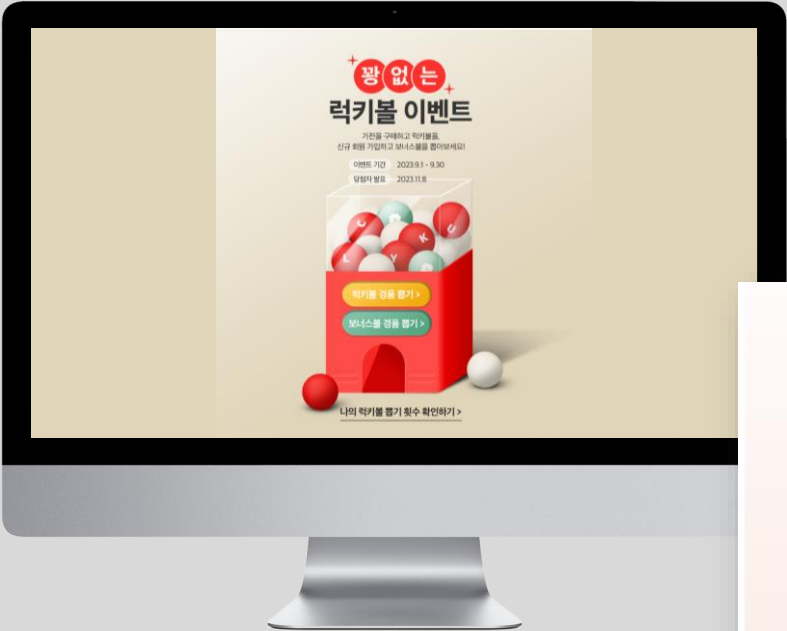 꽝 없 는
럭키볼 이벤트
가전을 구매하고 럭키볼을,
신규 회원 가입하고 보너스볼을 뽑아보세요!
이벤트 기간 2023.9.1 ~ 9.30
당첨자 발표 2023.11.8
C U
K
L Y
럭키볼 경품 뽑기 >
보너스볼 경품 뽑기 >
나의 럭키볼 뽑기 횟수 확인하기 >